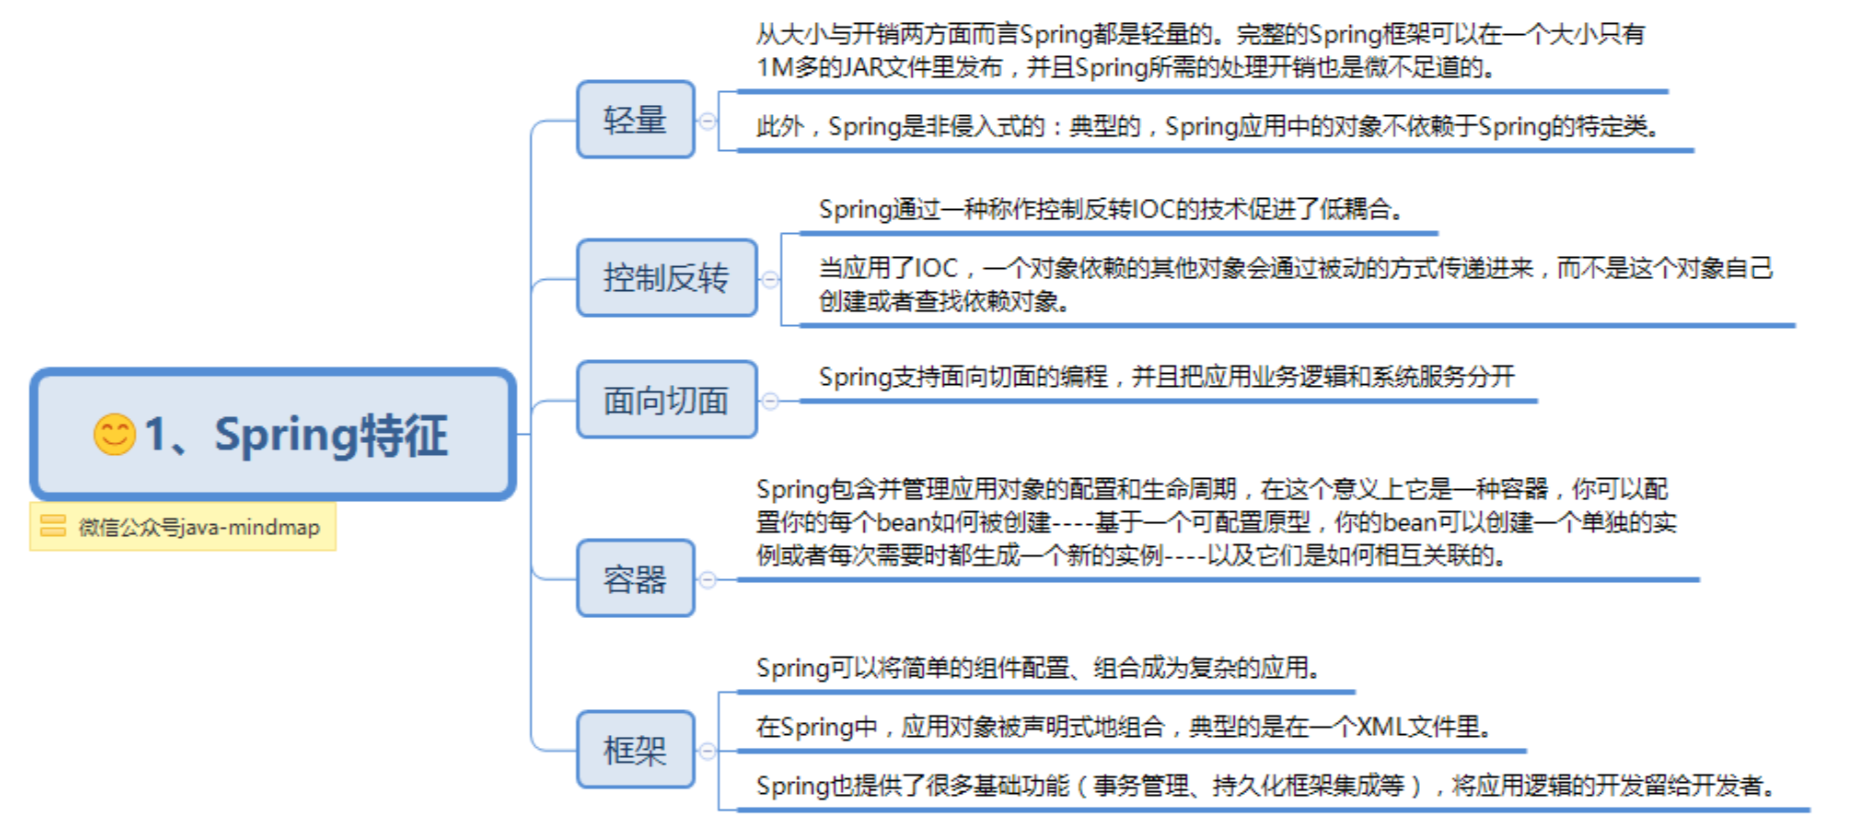 1、Spring特征
微信公众号java-mindmap
轻量
从大小与开销两方面而言Spring都是轻量的。完整的Spring框架可以在一个大小只有
1M多的JAR文件里发布，并且Spring所需的处理开销也是微不足道的。
此外，Spring是非侵入式的：典型的，Spring应用中的对象不依赖于Spring的特定类。
控制反转
Spring通过一种称作控制反转IOC的技术促进了低耦合。
当应用了IOC，一个对象依赖的其他对象会通过被动的方式传递进来，而不是这个对象自己
创建或者查找依赖对象。
面向切面
Spring支持面向切面的编程，并且把应用业务逻辑和系统服务分开
容器
Spring包含并管理应用对象的配置和生命周期，在这个意义上它是一种容器，你可以配
置你的每个bean如何被创建----基于一个可配置原型，你的bean可以创建一个单独的实
例或者每次需要时都生成一个新的实例----以及它们是如何相互关联的。
框架
Spring可以将简单的组件配置、组合成为复杂的应用。
在Spring中，应用对象被声明式地组合，典型的是在一个XML文件里。
Spring也提供了很多基础功能（事务管理、持久化框架集成等），将应用逻辑的开发留给开发者。